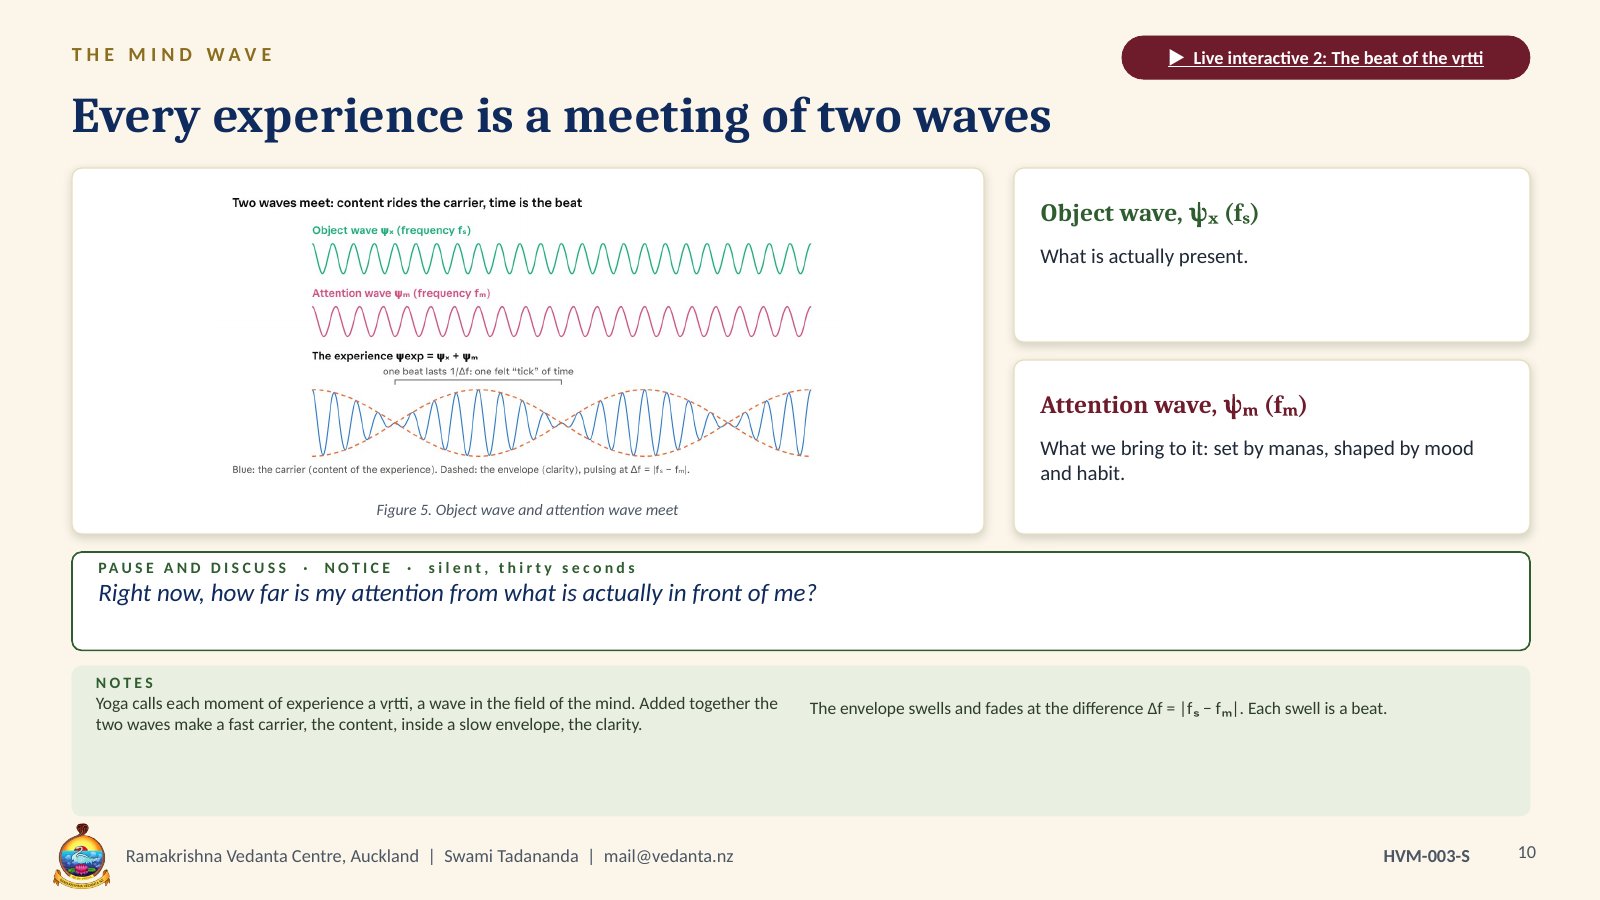 THE MIND WAVE
▶ Live interactive 2: The beat of the vṛtti
Every experience is a meeting of two waves
Two waves meet: content rides the carrier, time is the beat
Object wave ψₓ (frequency fₛ)
Attention wave ψₘ (frequency fₘ)
The experience ψexp = ψₓ + ψₘ
one beat lasts 1/Δf: one felt “tick” of time
Blue: the carrier (content of the experience). Dashed: the envelope (clarity), pulsing at Δf = |fₛ − fₘ|.
Figure 5. Object wave and attention wave meet
Object wave, ψₓ (fₛ)
What is actually present.
Attention wave, ψₘ (fₘ)
What we bring to it: set by manas, shaped by mood
and habit.
PAUSE AND DISCUSS · NOTICE · silent, thirty seconds
Right now, how far is my attention from what is actually in front of me?
NOTES
Yoga calls each moment of experience a vṛtti, a wave in the field of the mind. Added together the
two waves make a fast carrier, the content, inside a slow envelope, the clarity.
The envelope swells and fades at the difference Δf = |fₛ − fₘ|. Each swell is a beat.
Ramakrishna Vedanta Centre, Auckland | Swami Tadananda | mail@vedanta.nz
HVM-003-S
10